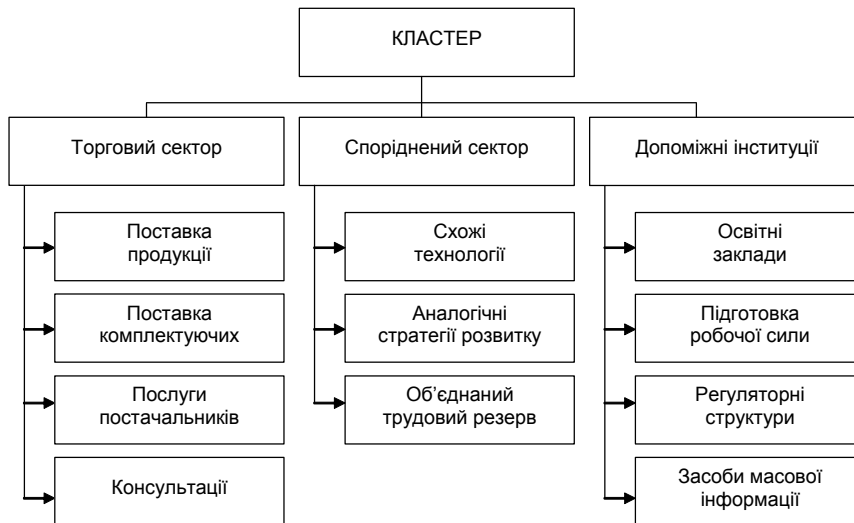 КЛАСТЕР
Торговий сектор
Споріднений сектор
Допоміжні інституції
Поставка
продукції
Поставка
комплектуючих
Послуги
постачальників
Консультації
Схожі
технології
Аналогічні
стратегії розвитку
Об’єднаний
трудовий резерв
Освітні
заклади
Підготовка
робочої сили
Регуляторні
структури
Засоби масової
інформації